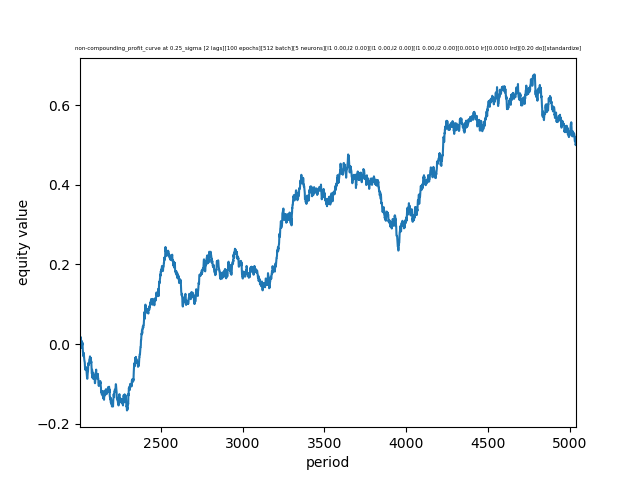 non-compounding_profit_curve at 0.25_sigma [2 lags][100 epochs][512 batch][5 neurons][l1 0.00,l2 0.00][l1 0.00,l2 0.00][l1 0.00,l2 0.00][0.0010 lr][0.0010 lrd][0.20 do][standardize]
0.6
0.4
0.2
0.0
−0.2
equity value
2500 3000 3500 4000 4500 5000
period